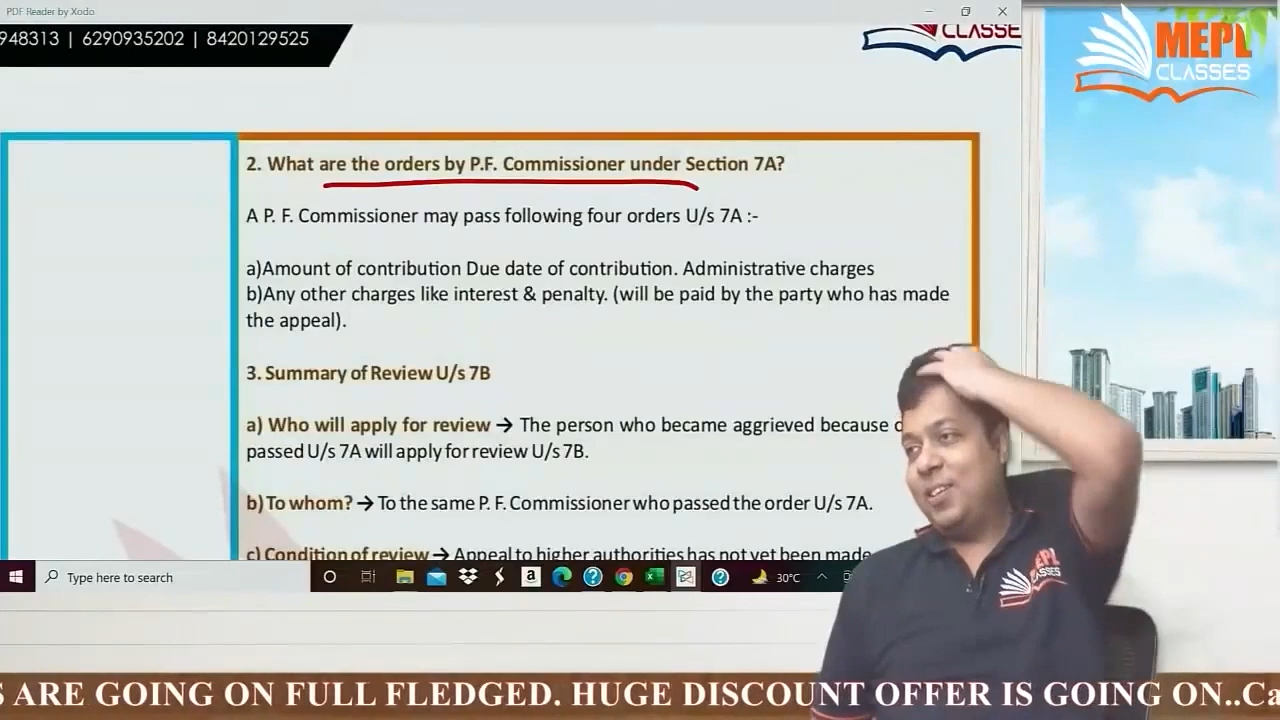 PDF Reader by Xodo
948313 | 6290935202 | 8420129525
CLASSE
MEPL
CLASSES
2. What are the orders by P.F. Commissioner under Section 7A?
A P. F. Commissioner may pass following four orders U/s 7A :-
a)Amount of contribution Due date of contribution. Administrative charges
b)Any other charges like interest & penalty. (will be paid by the party who has made
the appeal).
3. Summary of Review U/s 7B
a) Who will apply for review → The person who became aggrieved because
passed U/s 7A will apply for review U/s 7B.
b) To whom? → To the same P. F. Commissioner who passed the order U/s 7A.
c) Condition of review → Appeal to higher authorities has not yet been made
Type here to search
30°C
MEPL
CLASSES
S ARE GOING ON FULL FLEDGED. HUGE DISCOUNT OFFER IS GOING ON..Ca